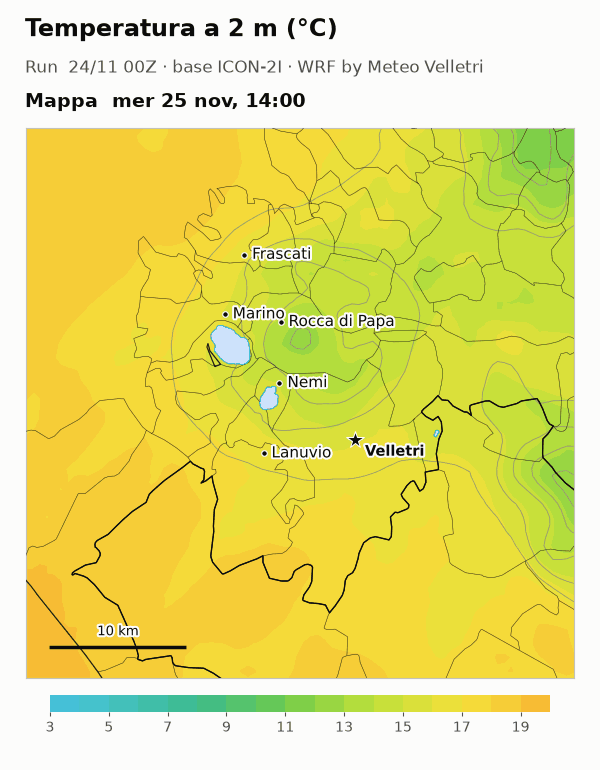 Temperatura a 2 m (°C)
Run  24/11 00Z · base ICON-2I · WRF by Meteo Velletri
Mappa  mer 25 nov, 14:00
Frascati
Marino
Rocca di Papa
Nemi
Velletri
Lanuvio
10 km
3 5 7 9 11 13 15 17 19